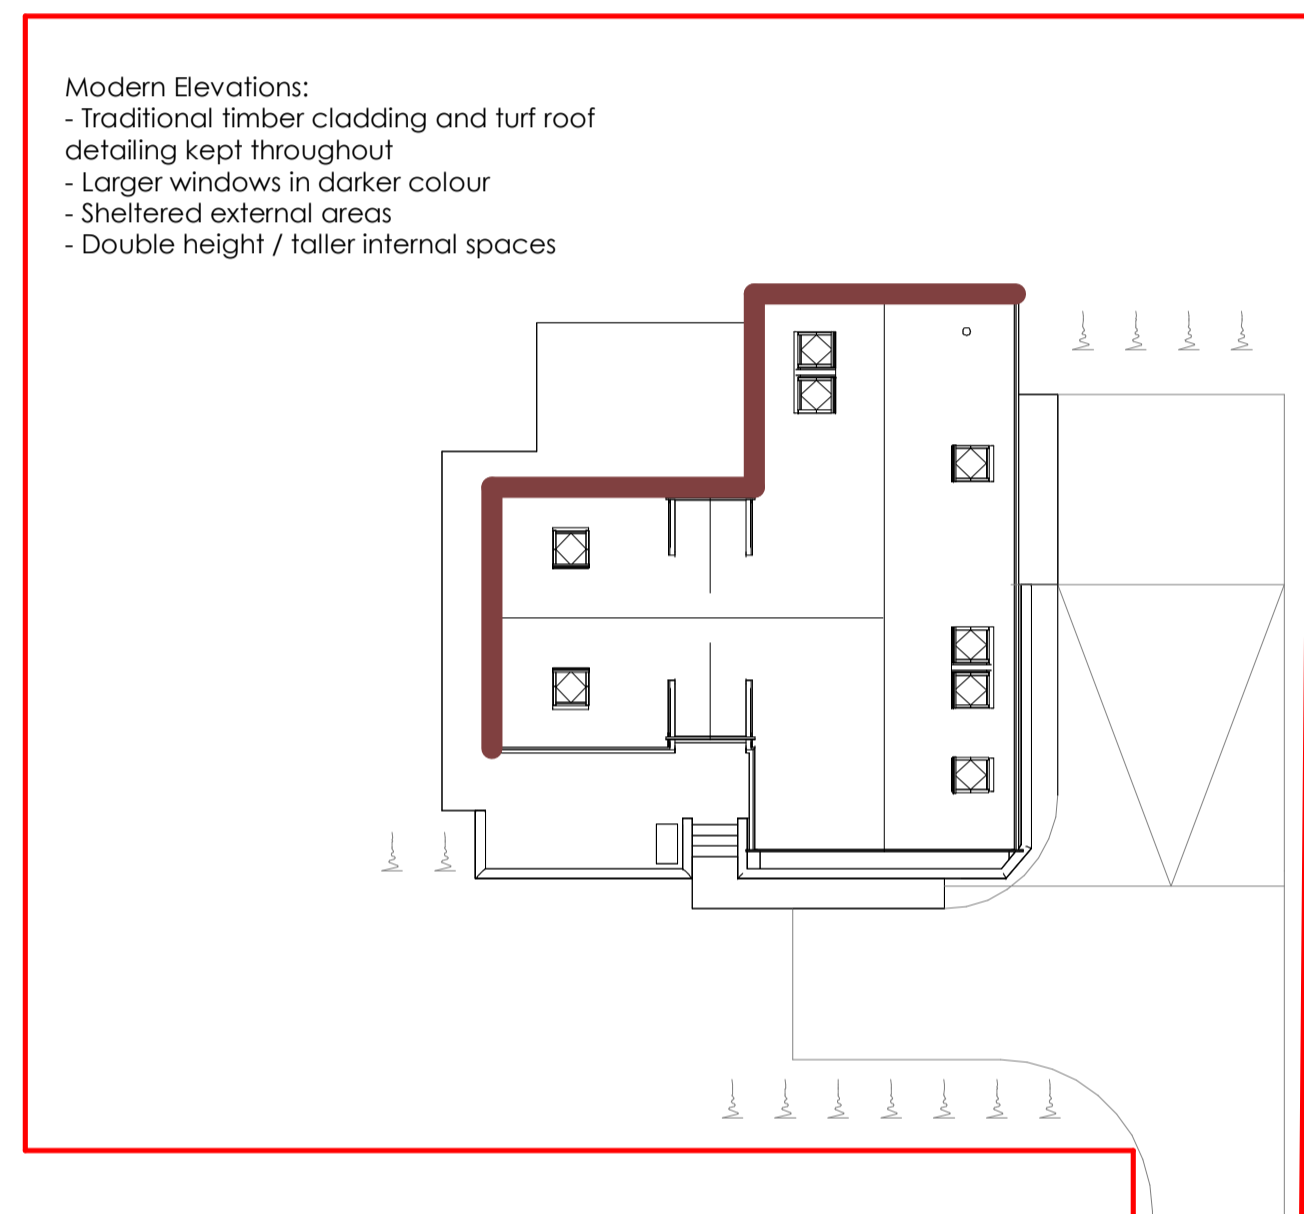 Modern Elevations:
- Traditional timber cladding and turf roof
detailing kept throughout
- Larger windows in darker colour
- Sheltered external areas
- Double height / taller internal spaces